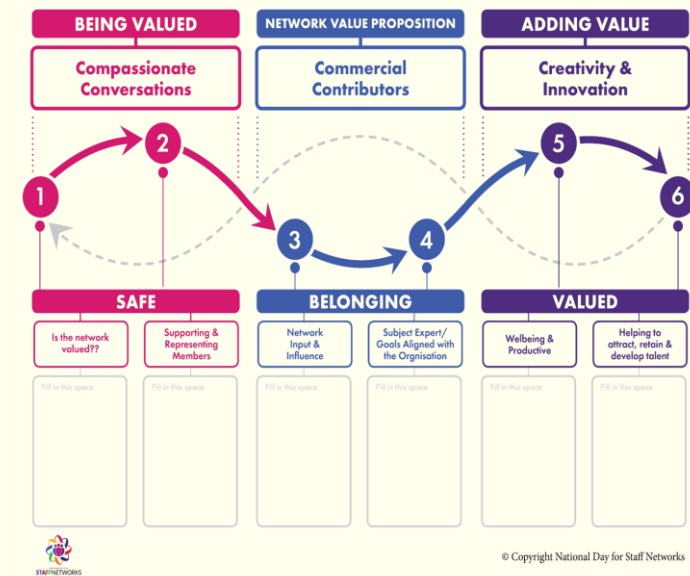 BEING VALUED
NETWORK VALUE PROPOSITION
ADDING VALUE
Compassionate
Conversations
Commercial
Contributors
Creativity &
Innovation
1
2
3
4
5
6
SAFE
BELONGING
VALUED
Is the network
valued??
Supporting &
Representing
Members
Network
Input &
Influence
Subject Expert/
Goals Aligned with
the Orgnisation
Welbeing &
Productive
Helping to
attract, retain &
develop talent
Fill in this space
Fill in this space
Fill in this space
Fill in this space
Fill in this space
Fill in this space
STAFFNETWORKS
© Copyright National Day for Staff Networks